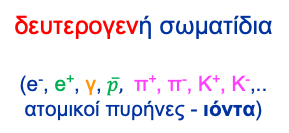 δευτερογενή σωματίδια
(e⁻, e⁺, γ, p̄, π⁺, π⁻, K⁺, K⁻,..
ατομικοί πυρήνες - ιόντα)